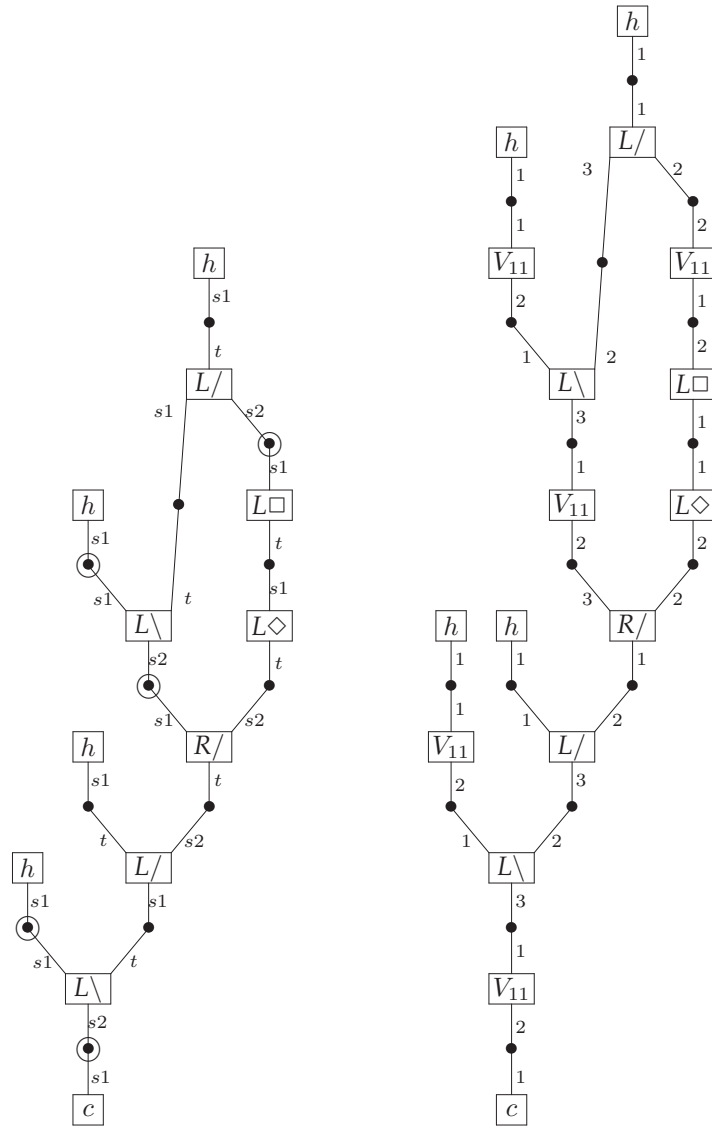 h
s1
t
L/
s1 s2
s1
h L□
s1 t
s1 t s1
L\ L◇
s2 t
s1 s2
h R/
s1 t
t s2
h L/
s1 s1
s1 t
L\
s2
s1
c
h
1
1
h L/
3 2
1
1 2
V₁₁ V₁₁
2 1
1 2 2
L\ L□
3 1
1 1
V₁₁ L◇
2 2
3 2
h h R/
1 1 1
1 1 2
V₁₁ L/
2 3
1 2
L\
3
1
V₁₁
2
1
c